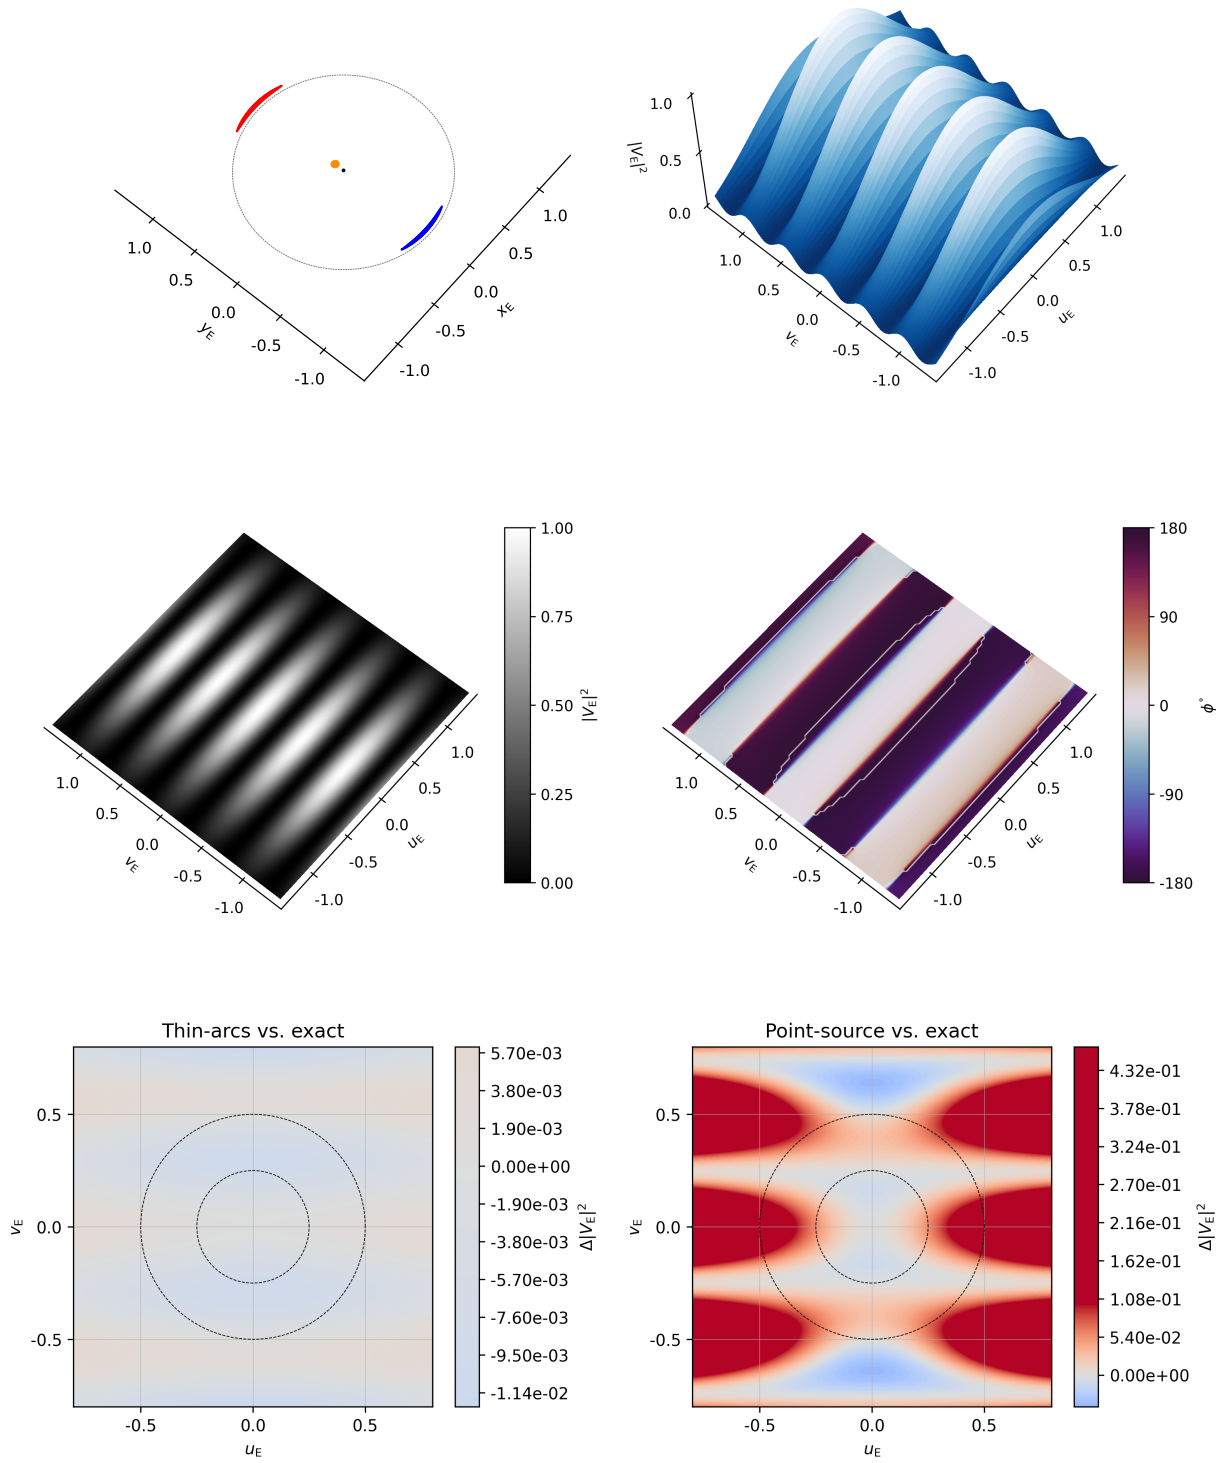 1.0
0.5
0.0
-0.5
-1.0
y_E
1.0
0.5
0.0
-0.5
-1.0
x_E
1.0
0.5
0.0
|V_E|²
1.0
0.5
0.0
-0.5
-1.0
v_E
1.0
0.5
0.0
-0.5
-1.0
u_E
1.0
0.5
0.0
-0.5
-1.0
v_E
1.0
0.5
0.0
-0.5
-1.0
u_E
1.00
0.75
0.50
0.25
0.00
|V_E|²
1.0
0.5
0.0
-0.5
-1.0
v_E
1.0
0.5
0.0
-0.5
-1.0
u_E
180
90
0
-90
-180
ϕ°
Thin-arcs vs. exact
0.5
0.0
-0.5
v_E
-0.5 0.0 0.5
u_E
5.70e-03
3.80e-03
1.90e-03
0.00e+00
-1.90e-03
-3.80e-03
-5.70e-03
-7.60e-03
-9.50e-03
-1.14e-02
Δ|V_E|²
Point-source vs. exact
0.5
0.0
-0.5
v_E
-0.5 0.0 0.5
u_E
4.32e-01
3.78e-01
3.24e-01
2.70e-01
2.16e-01
1.62e-01
1.08e-01
5.40e-02
0.00e+00
Δ|V_E|²